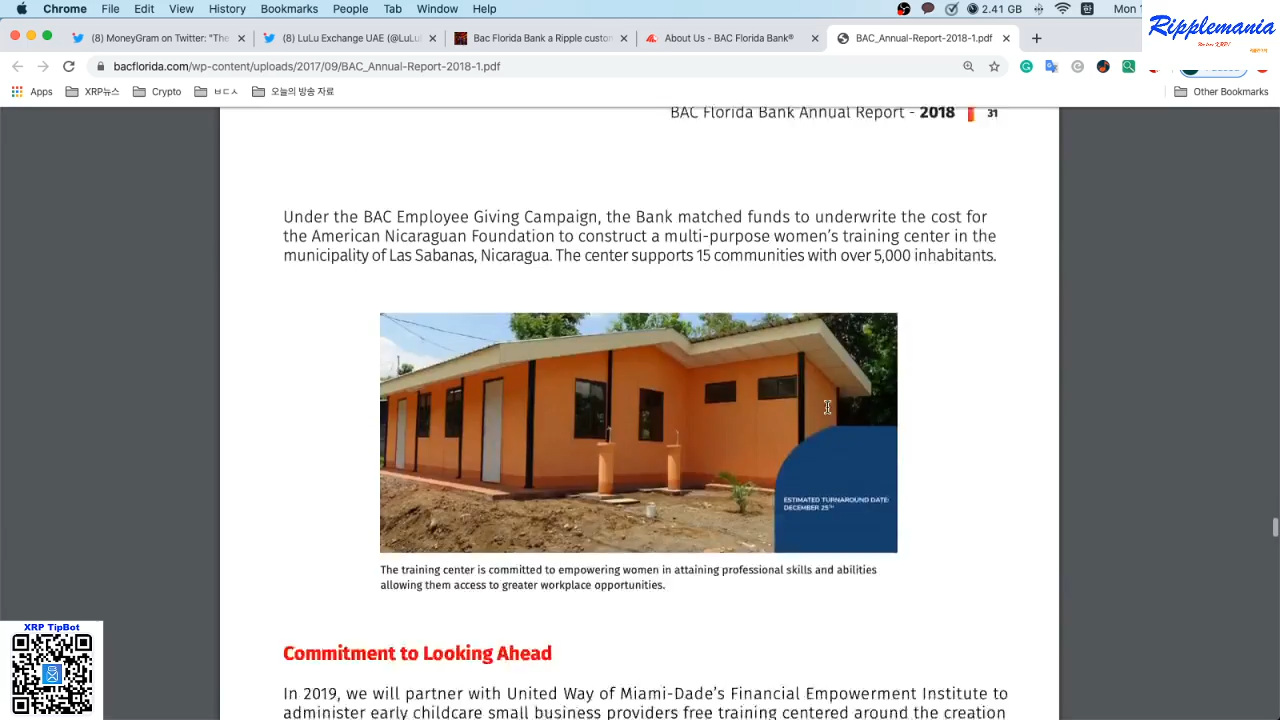 Chrome File Edit View History Bookmarks People Tab Window Help 2.41 GB Mon 1
Ripplemania
(8) MoneyGram on Twitter: "The
(8) LuLu Exchange UAE (@LuLu
Bac Florida Bank a Ripple custon
About Us - BAC Florida Bank®
BAC_Annual-Report-2018-1.pdf
bacflorida.com/wp-content/uploads/2017/09/BAC_Annual-Report-2018-1.pdf
Apps XRP뉴스 Crypto ㅂㄷㅅ 오늘의 방송 자료 Other Bookmarks
BAC Florida Bank Annual Report - 2018 31
Under the BAC Employee Giving Campaign, the Bank matched funds to underwrite the cost for
the American Nicaraguan Foundation to construct a multi-purpose women's training center in the
municipality of Las Sabanas, Nicaragua. The center supports 15 communities with over 5,000 inhabitants.
ESTIMATED TURNAROUND DATE:
DECEMBER 25TH
The training center is committed to empowering women in attaining professional skills and abilities
allowing them access to greater workplace opportunities.
XRP TipBot
Commitment to Looking Ahead
In 2019, we will partner with United Way of Miami-Dade's Financial Empowerment Institute to
administer early childcare small business providers free training centered around the creation